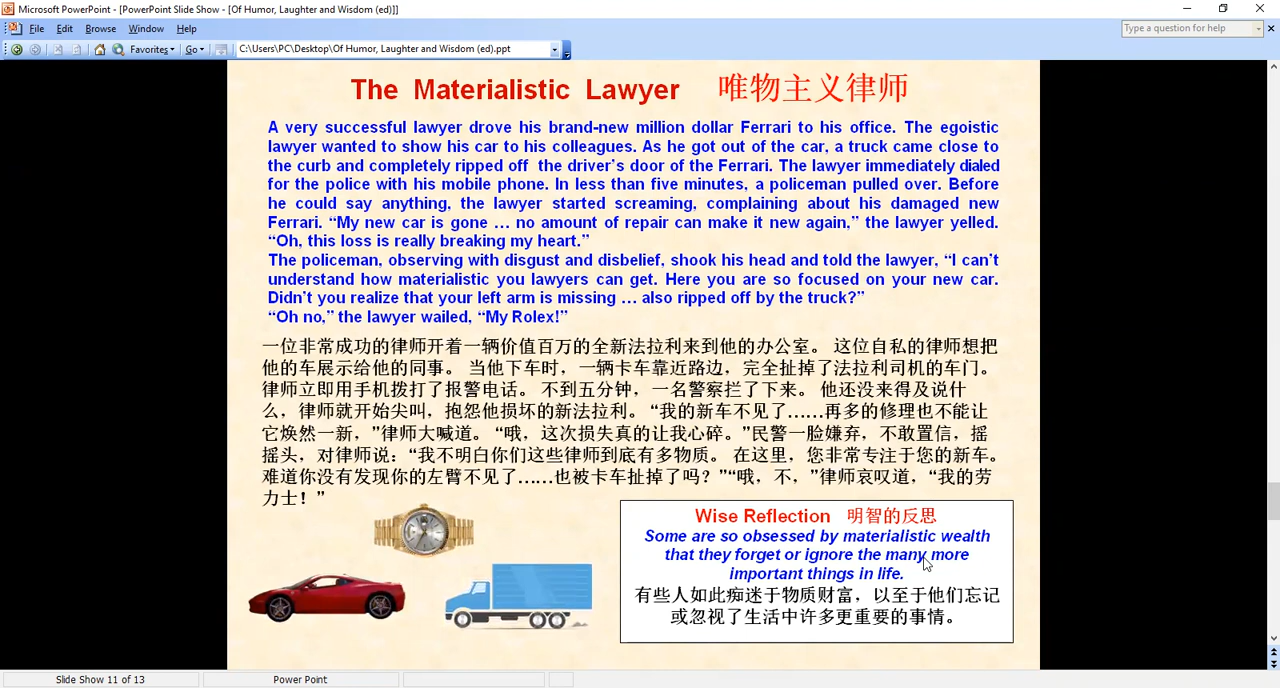 Microsoft PowerPoint - [PowerPoint Slide Show - [Of Humor, Laughter and Wisdom (ed)]]
File Edit Browse Window Help
Type a question for help
Favorites Go C:\Users\PC\Desktop\Of Humor, Laughter and Wisdom (ed).ppt
The Materialistic Lawyer 唯物主义律师
A very successful lawyer drove his brand-new million dollar Ferrari to his office. The egoistic
lawyer wanted to show his car to his colleagues. As he got out of the car, a truck came close to
the curb and completely ripped off the driver's door of the Ferrari. The lawyer immediately dialed
for the police with his mobile phone. In less than five minutes, a policeman pulled over. Before
he could say anything, the lawyer started screaming, complaining about his damaged new
Ferrari. “My new car is gone … no amount of repair can make it new again,” the lawyer yelled.
“Oh, this loss is really breaking my heart.”
The policeman, observing with disgust and disbelief, shook his head and told the lawyer, “I can't
understand how materialistic you lawyers can get. Here you are so focused on your new car.
Didn't you realize that your left arm is missing … also ripped off by the truck?”
“Oh no,” the lawyer wailed, “My Rolex!”
一位非常成功的律师开着一辆价值百万的全新法拉利来到他的办公室。 这位自私的律师想把
他的车展示给他的同事。 当他下车时，一辆卡车靠近路边，完全扯掉了法拉利司机的车门。
律师立即用手机拨打了报警电话。 不到五分钟，一名警察拦了下来。 他还没来得及说什
么，律师就开始尖叫，抱怨他损坏的新法拉利。 “我的新车不见了……再多的修理也不能让
它焕然一新，”律师大喊道。 “哦，这次损失真的让我心碎。”民警一脸嫌弃，不敢置信，摇
摇头，对律师说：“我不明白你们这些律师到底有多物质。 在这里，您非常专注于您的新车。
难道你没有发现你的左臂不见了……也被卡车扯掉了吗？”“哦，不，”律师哀叹道，“我的劳
力士！”
Wise Reflection 明智的反思
Some are so obsessed by materialistic wealth
that they forget or ignore the many more
important things in life.
有些人如此痴迷于物质财富，以至于他们忘记
或忽视了生活中许多更重要的事情。
Slide Show 11 of 13 Power Point